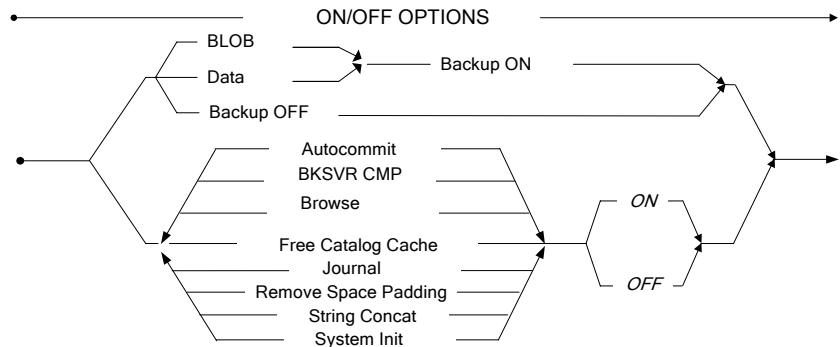 ON/OFF OPTIONS
BLOB
Data
Backup ON
Backup OFF
Autocommit
BKSVR CMP
Browse
Free Catalog Cache
Journal
Remove Space Padding
String Concat
System Init
ON
OFF